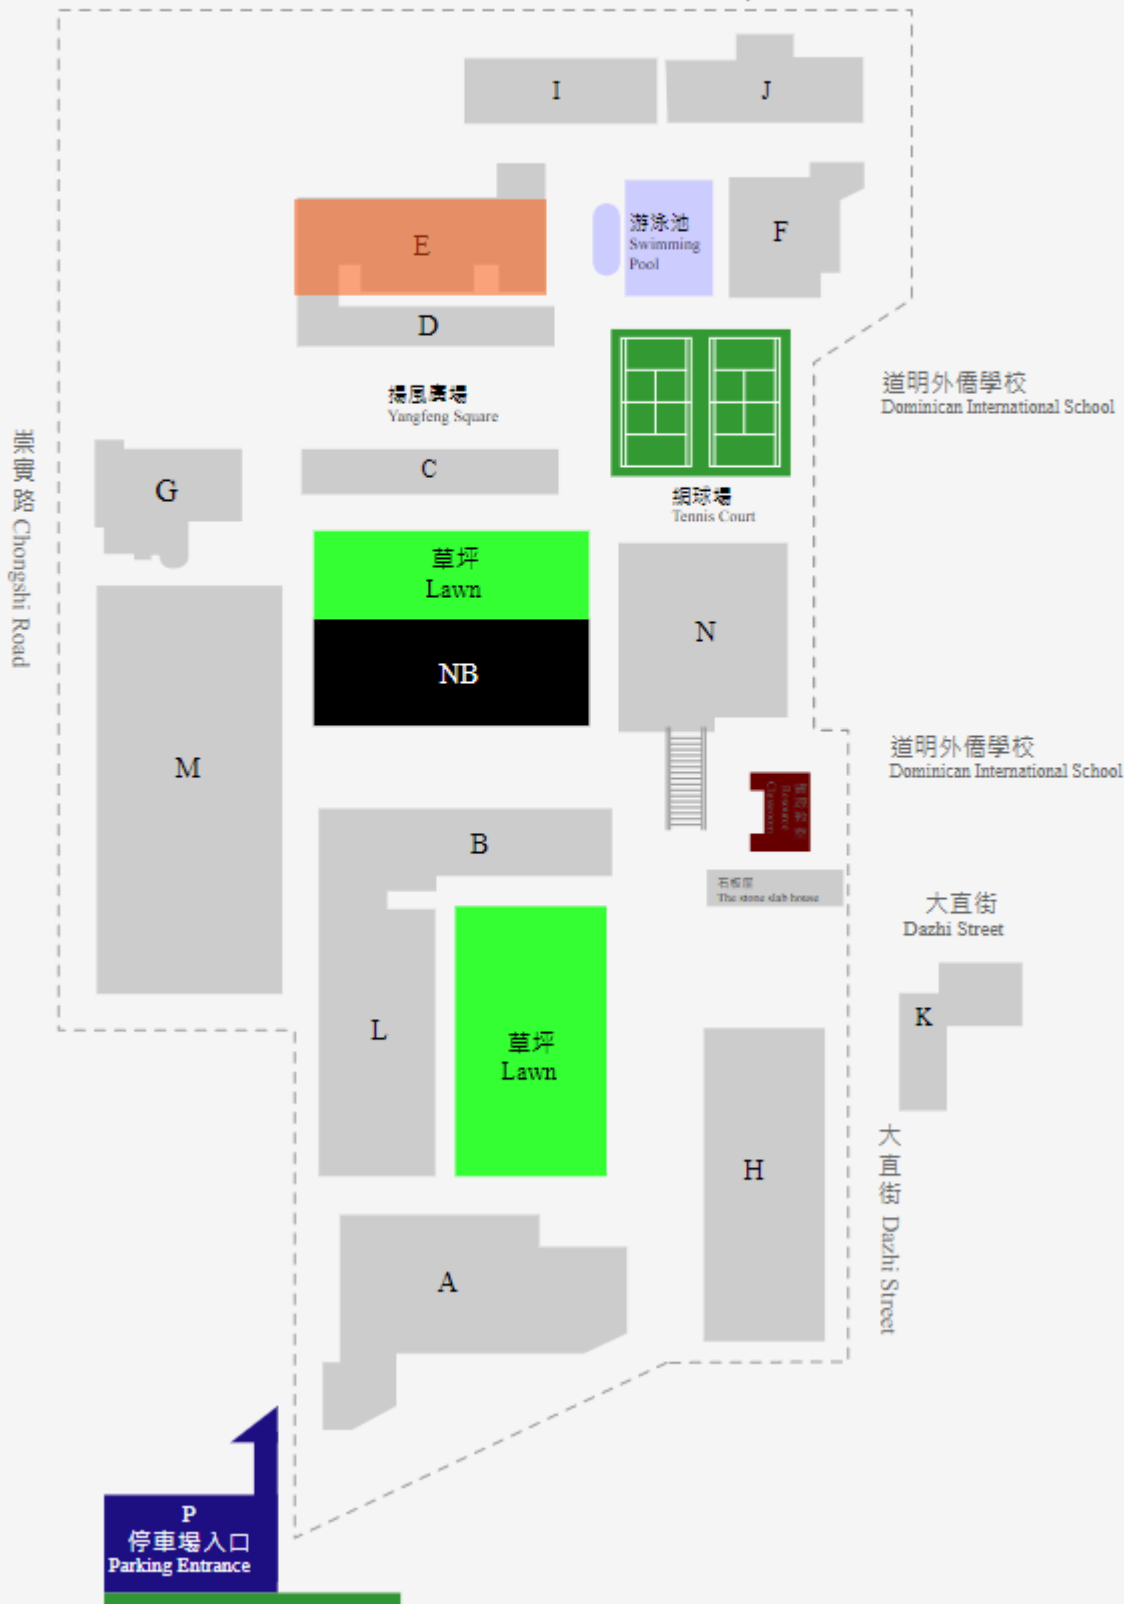 I
J
E
游泳池
Swimming
Pool
F
D
揚風廣場
Yangfeng Square
道明外僑學校
Dominican International School
崇實路 Chongshi Road
G
C
網球場
Tennis Court
草坪
Lawn
N
NB
M
道明外僑學校
Dominican International School
Resource
Classroom
B
石板屋
The stone slab house
大直街
Dazhi Street
K
L
草坪
Lawn
大直街 Dazhi Street
H
A
P
停車場入口
Parking Entrance